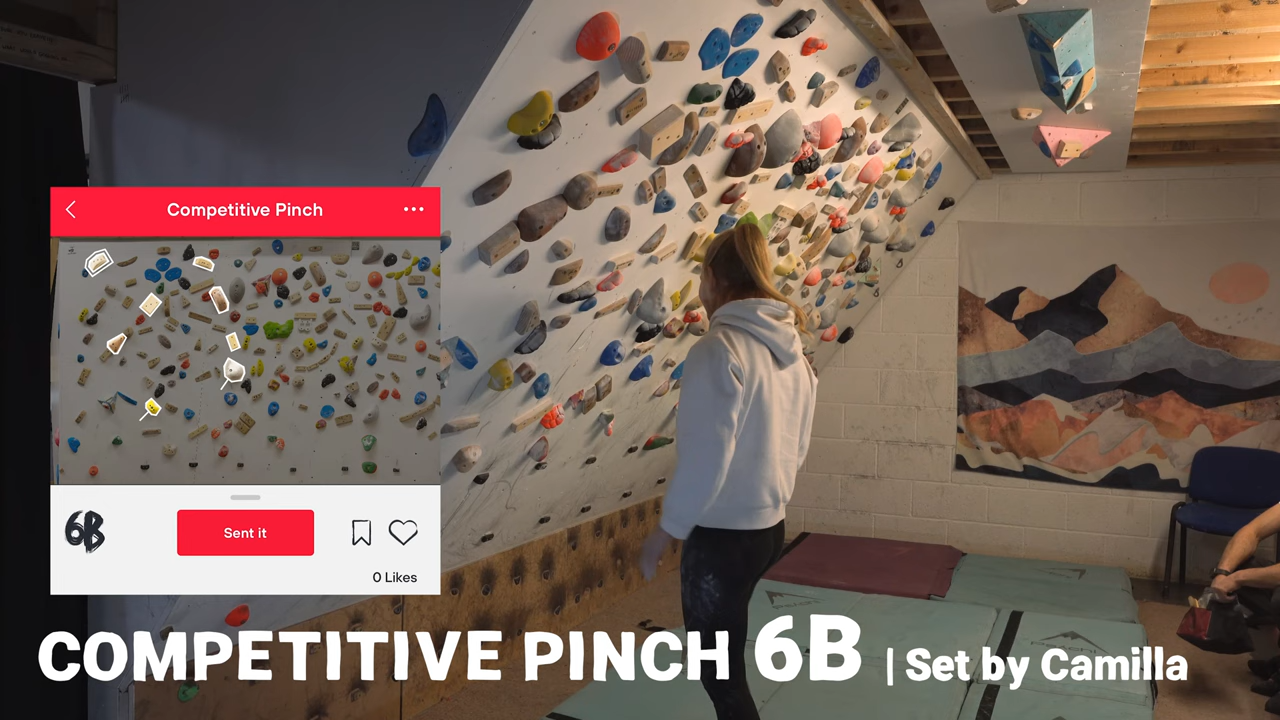 Competitive Pinch
6B
Sent it
0 Likes
COMPETITIVE PINCH 6B | Set by Camilla